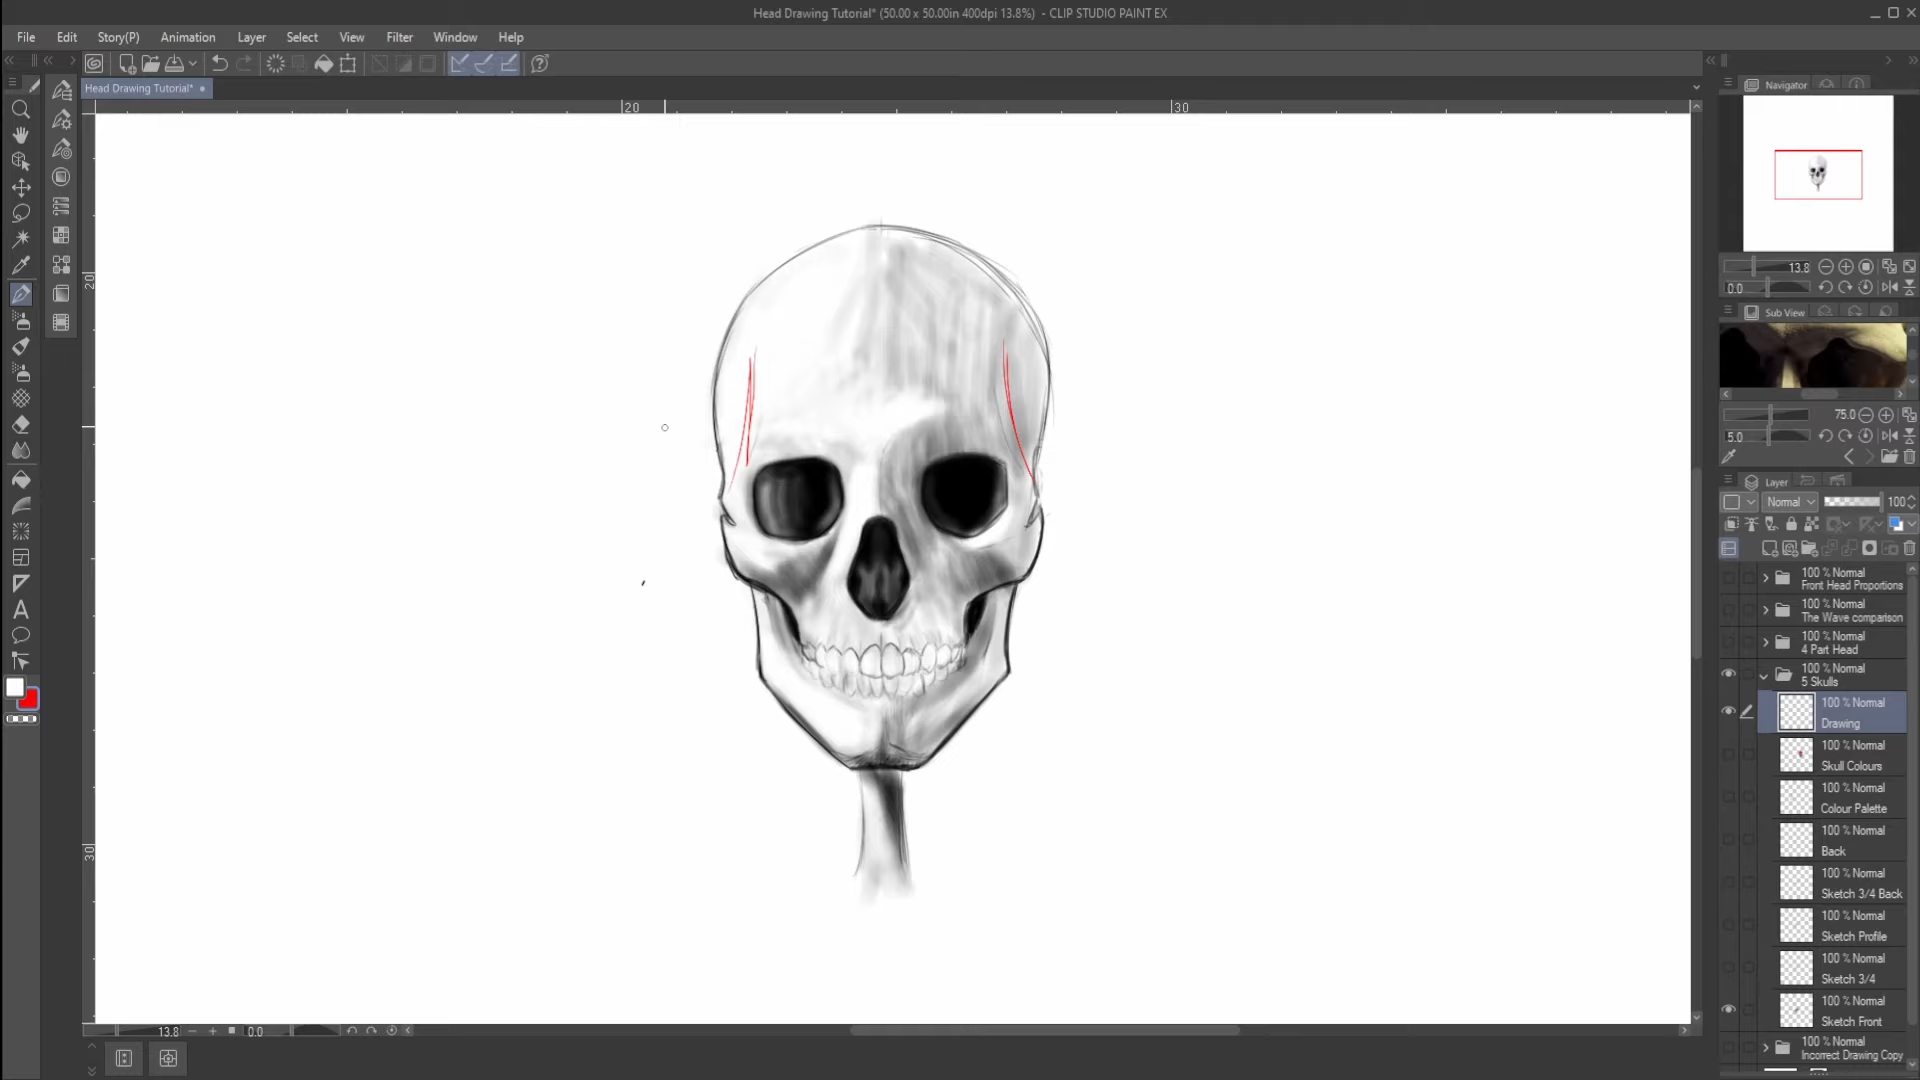 Head Drawing Tutorial* (50.00 x 50.00in 400dpi 13.8%) - CLIP STUDIO PAINT EX
File Edit Story(P) Animation Layer Select View Filter Window Help
Head Drawing Tutorial*
20 30
20
30
Navigator
13.8
0.0
Sub View
75.0
5.0
Layer
Normal 100
100 % Normal
Front Head Proportions
100 % Normal
The Wave comparison
100 % Normal
4 Part Head
100 % Normal
5 Skulls
100 % Normal
Drawing
100 % Normal
Skull Colours
100 % Normal
Colour Palette
100 % Normal
Back
100 % Normal
Sketch 3/4 Back
100 % Normal
Sketch Profile
100 % Normal
Sketch 3/4
100 % Normal
Sketch Front
100 % Normal
Incorrect Drawing Copy
13.8 0.0